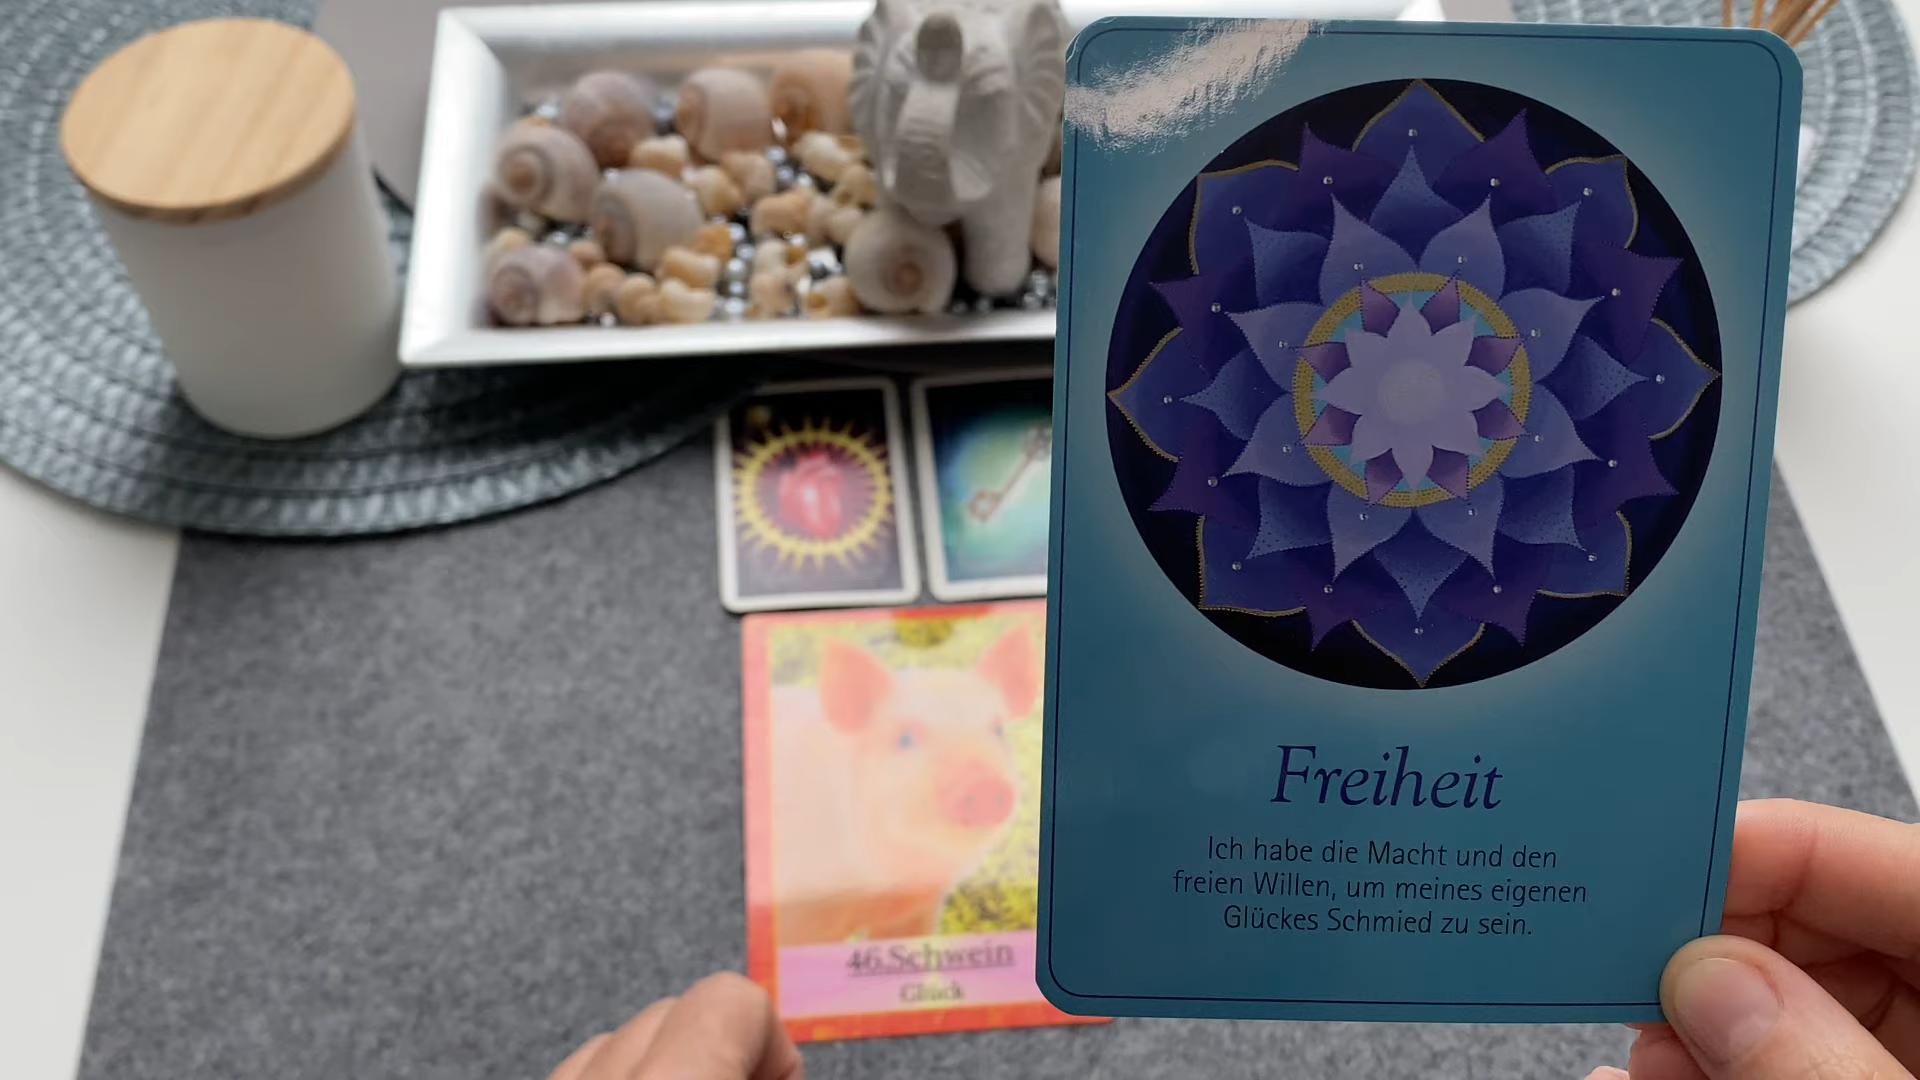 Freiheit
Ich habe die Macht und den
freien Willen, um meines eigenen
Glückes Schmied zu sein.
46.Schwein
Glück